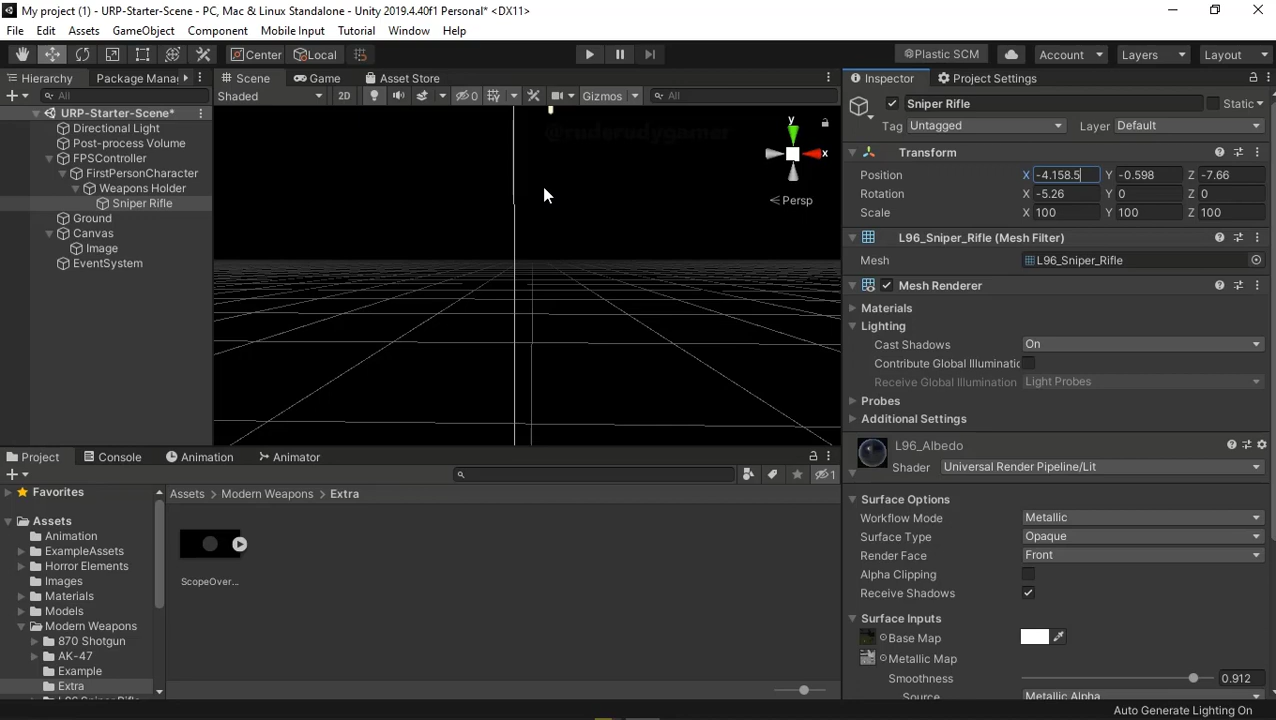 My project (1) - URP-Starter-Scene - PC, Mac & Linux Standalone - Unity 2019.4.40f1 Personal* <DX11>
File Edit Assets GameObject Component Mobile Input Tutorial Window Help
Center Local Plastic SCM Account Layers Layout
Hierarchy Package Mana Scene Game Asset Store Inspector Project Settings
All Shaded 2D 0 Gizmos All Sniper Rifle Static
URP-Starter-Scene* @ruderudygamer y Tag Untagged Layer Default
Directional Light
Post-process Volume x Transform
FPSController
FirstPersonCharacter Position X -4.158.5 Y -0.598 Z -7.66
Weapons Holder Persp Rotation X -5.26 Y 0 Z 0
Sniper Rifle Scale X 100 Y 100 Z 100
Ground
Canvas L96_Sniper_Rifle (Mesh Filter)
Image Mesh L96_Sniper_Rifle
EventSystem
Mesh Renderer
Materials
Lighting
Cast Shadows On
Contribute Global Illuminatic
Receive Global Illumination Light Probes
Probes
Additional Settings
L96_Albedo
Shader Universal Render Pipeline/Lit
Project Console Animation Animator
1
Favorites Assets Modern Weapons Extra
Assets Surface Options
Animation Workflow Mode Metallic
ExampleAssets Surface Type Opaque
Horror Elements Render Face Front
Images ScopeOver... Alpha Clipping
Materials Receive Shadows
Models
Modern Weapons Surface Inputs
870 Shotgun Base Map
AK-47 Metallic Map
Example Smoothness 0.912
Extra Source Metallic Alpha
L96 Sniper Rifle
Auto Generate Lighting On